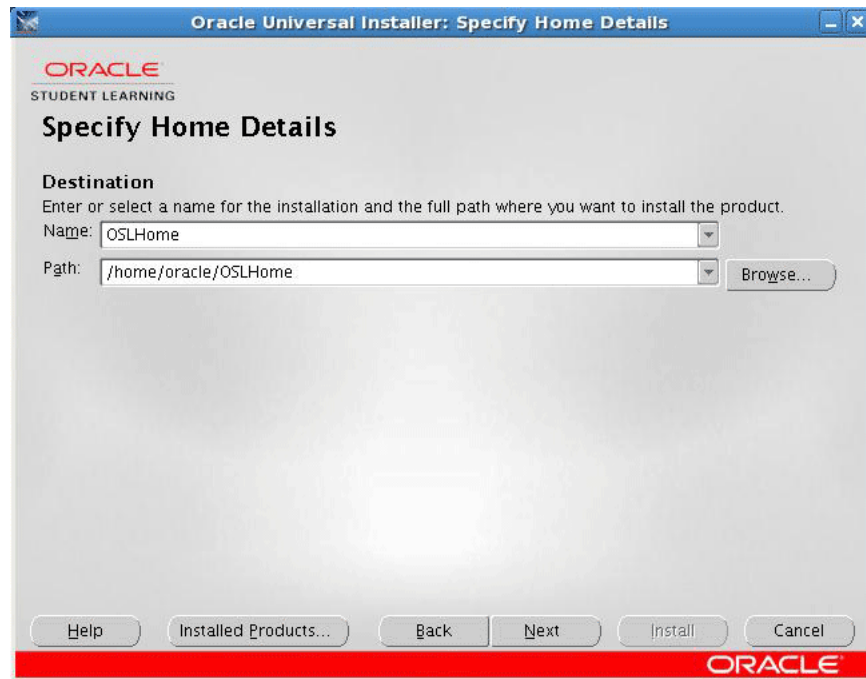 Oracle Universal Installer: Specify Home Details
ORACLE
STUDENT LEARNING
Specify Home Details
Destination
Enter or select a name for the installation and the full path where you want to install the product.
Name: OSLHome
Path: /home/oracle/OSLHome Browse...
Help Installed Products... Back Next Install Cancel
ORACLE